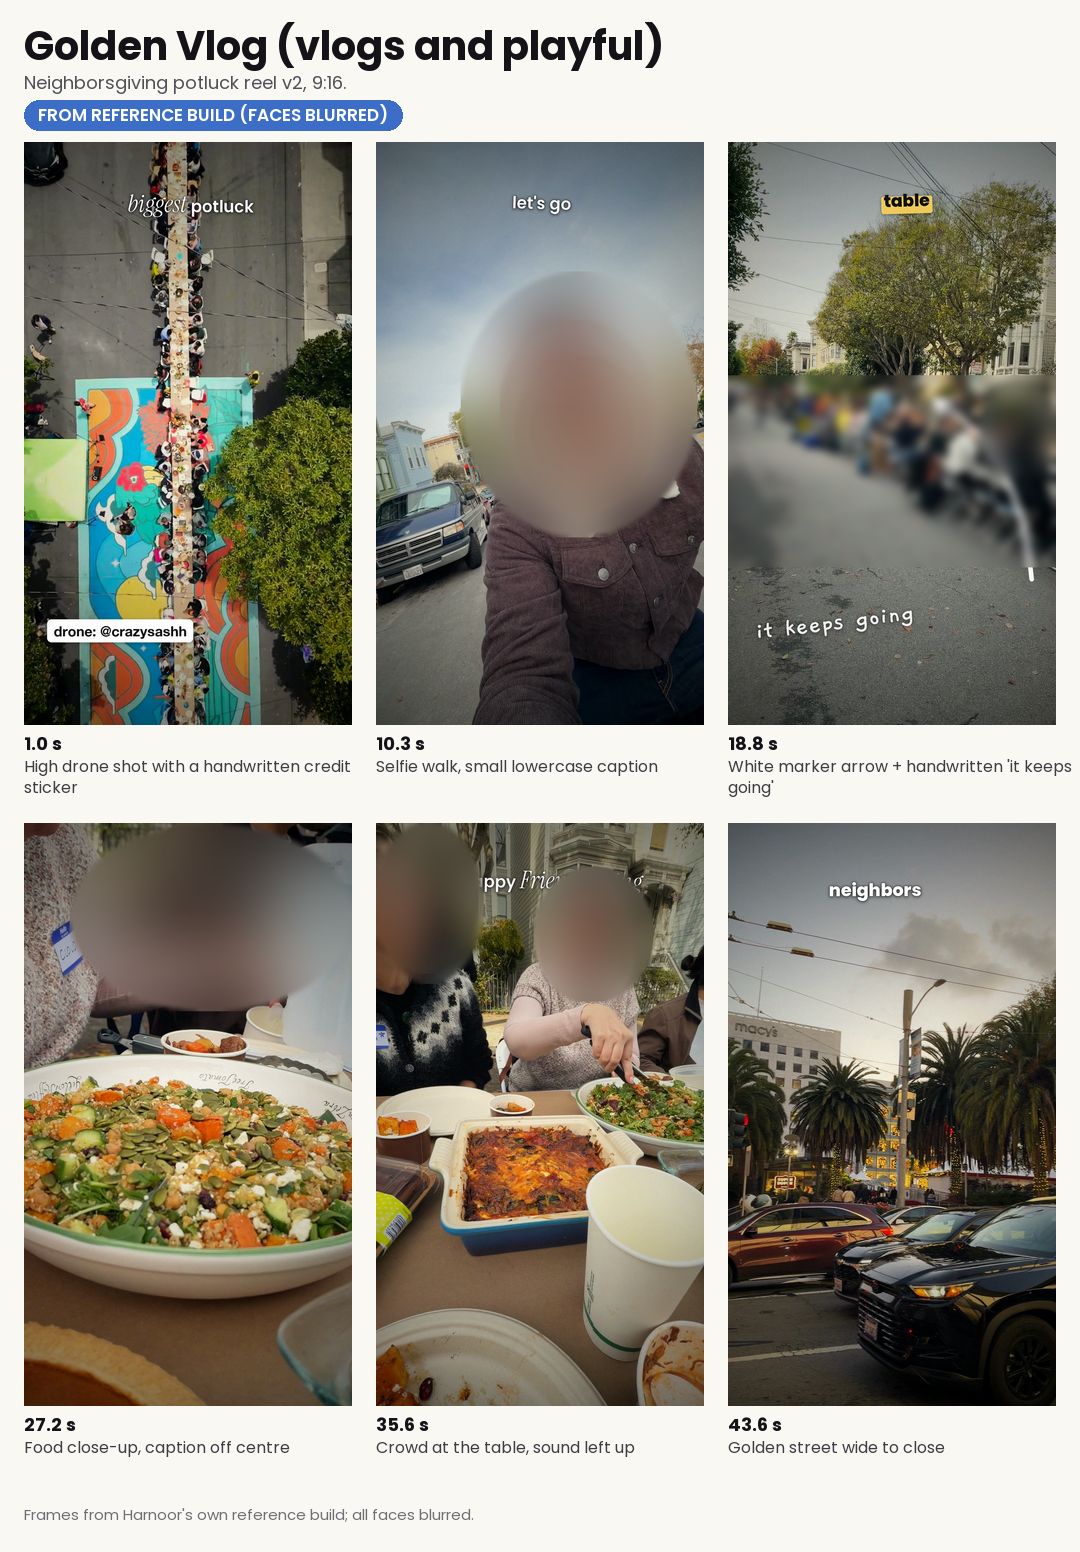 Golden Vlog (vlogs and playful)
Neighborsgiving potluck reel v2, 9:16.
FROM REFERENCE BUILD (FACES BLURRED)
biggest potluck
drone: @crazysashh
let's go
table
it keeps going
1.0 s
High drone shot with a handwritten credit
sticker
10.3 s
Selfie walk, small lowercase caption
18.8 s
White marker arrow + handwritten 'it keeps
going'
neighbors
macy's
27.2 s
Food close-up, caption off centre
35.6 s
Crowd at the table, sound left up
43.6 s
Golden street wide to close
Frames from Harnoor's own reference build; all faces blurred.